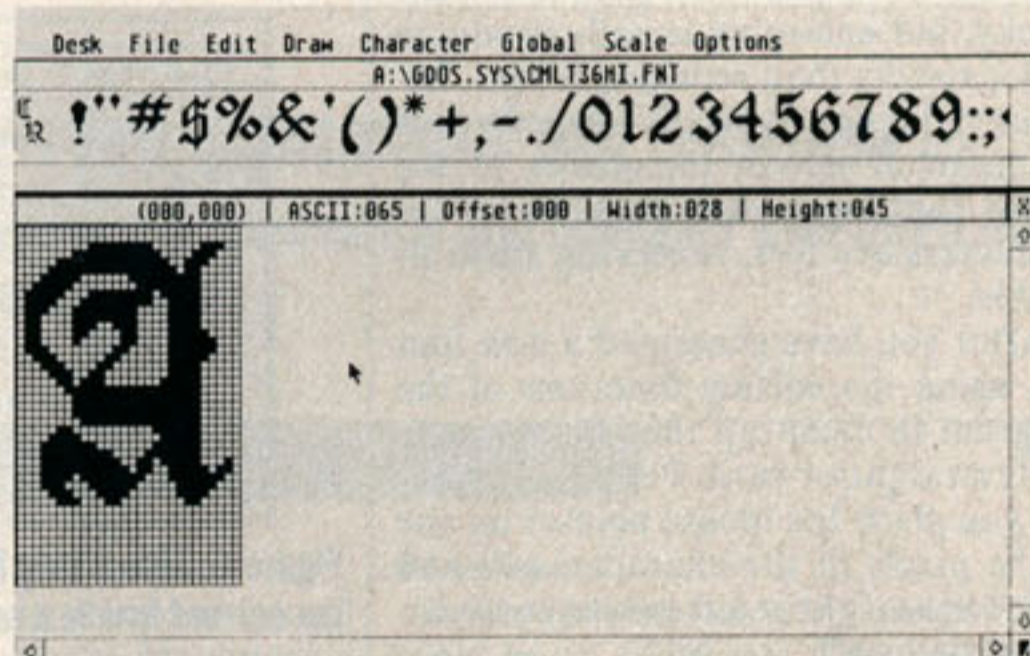 Desk File Edit Draw Character Global Scale Options
A:\GDOS.SYS\CMLT36HI.FNT
C R !"#$%&'()*+,-./0123456789:;
(000,000) | ASCII:065 | Offset:000 | Width:028 | Height:045
A